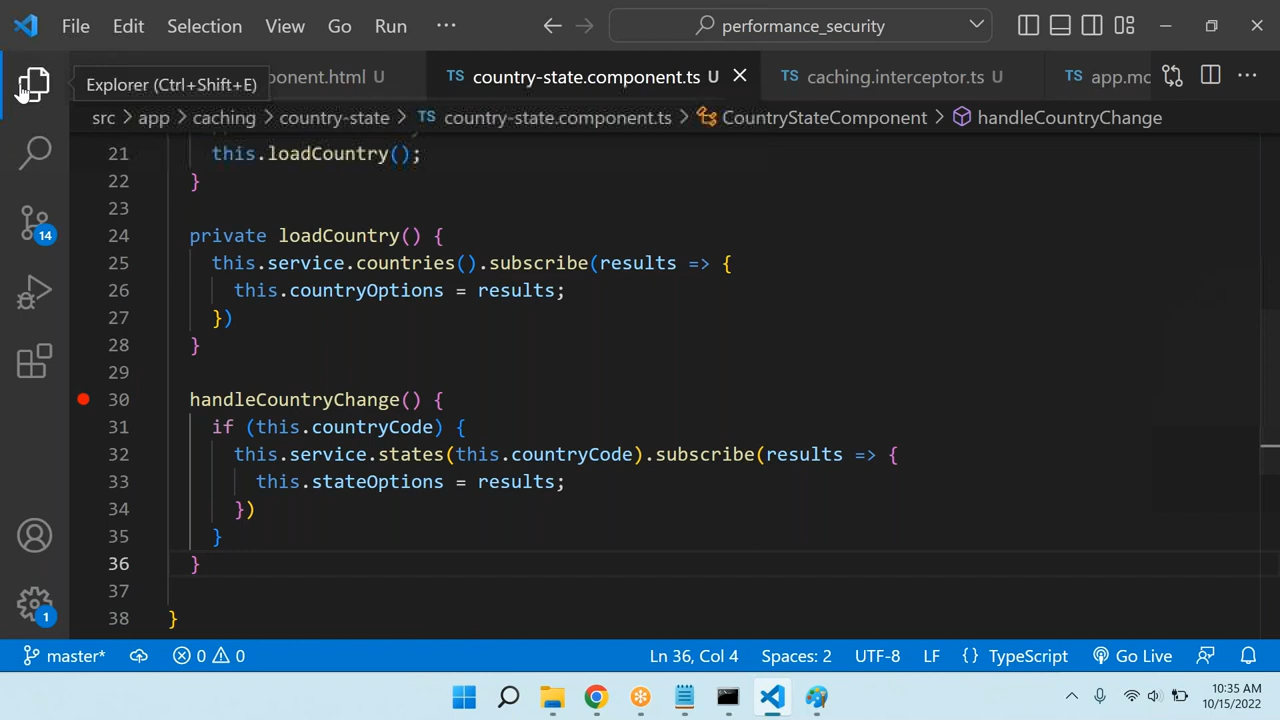 File Edit Selection View Go Run ··· performance_security
Explorer (Ctrl+Shift+E) ponent.html U TS country-state.component.ts U TS caching.interceptor.ts U TS app.mc ···
src > app > caching > country-state > TS country-state.component.ts > CountryStateComponent > handleCountryChange
21 this.loadCountry();
22 }
23
24 private loadCountry() {
25 this.service.countries().subscribe(results => {
26 this.countryOptions = results;
27 })
28 }
29
30 handleCountryChange() {
31 if (this.countryCode) {
32 this.service.states(this.countryCode).subscribe(results => {
33 this.stateOptions = results;
34 })
35 }
36 }
37
38 }
14
1
master* 0 0 Ln 36, Col 4 Spaces: 2 UTF-8 LF {} TypeScript Go Live
10:35 AM
10/15/2022